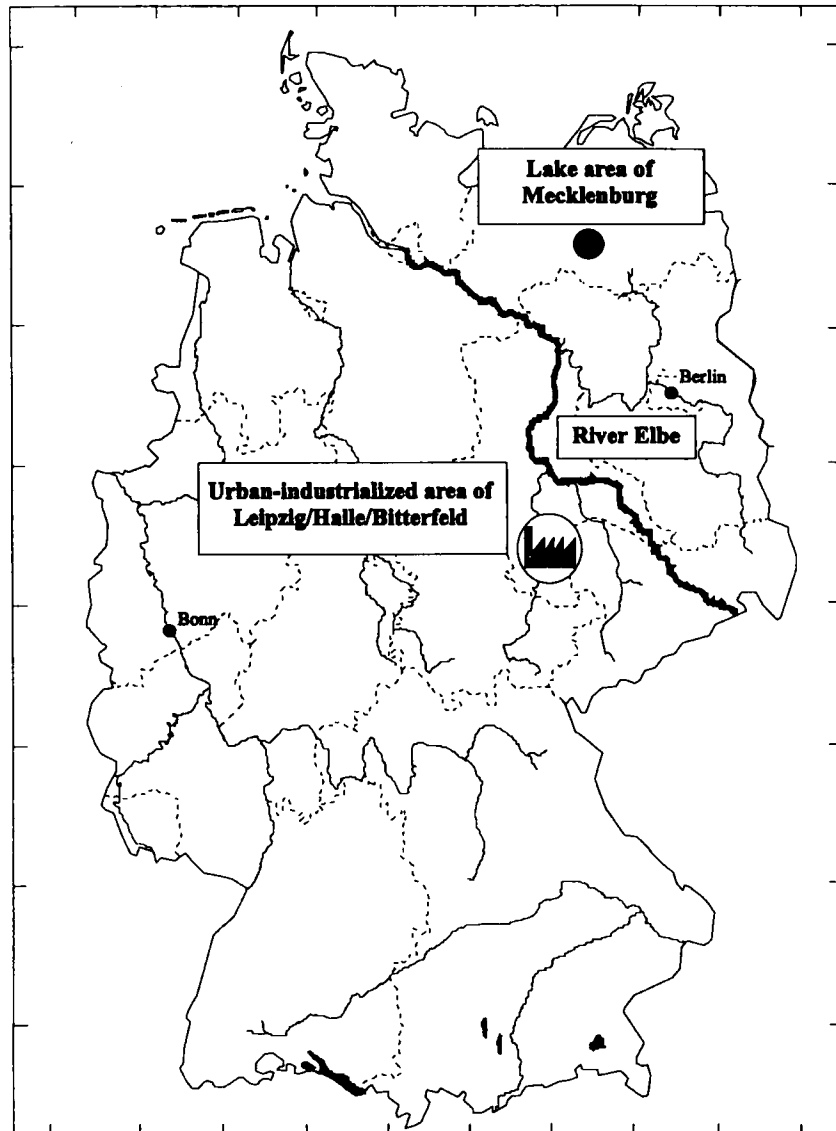 Lake area of
Mecklenburg
Berlin
River Elbe
Urban-industrialized area of
Leipzig/Halle/Bitterfeld
Bonn